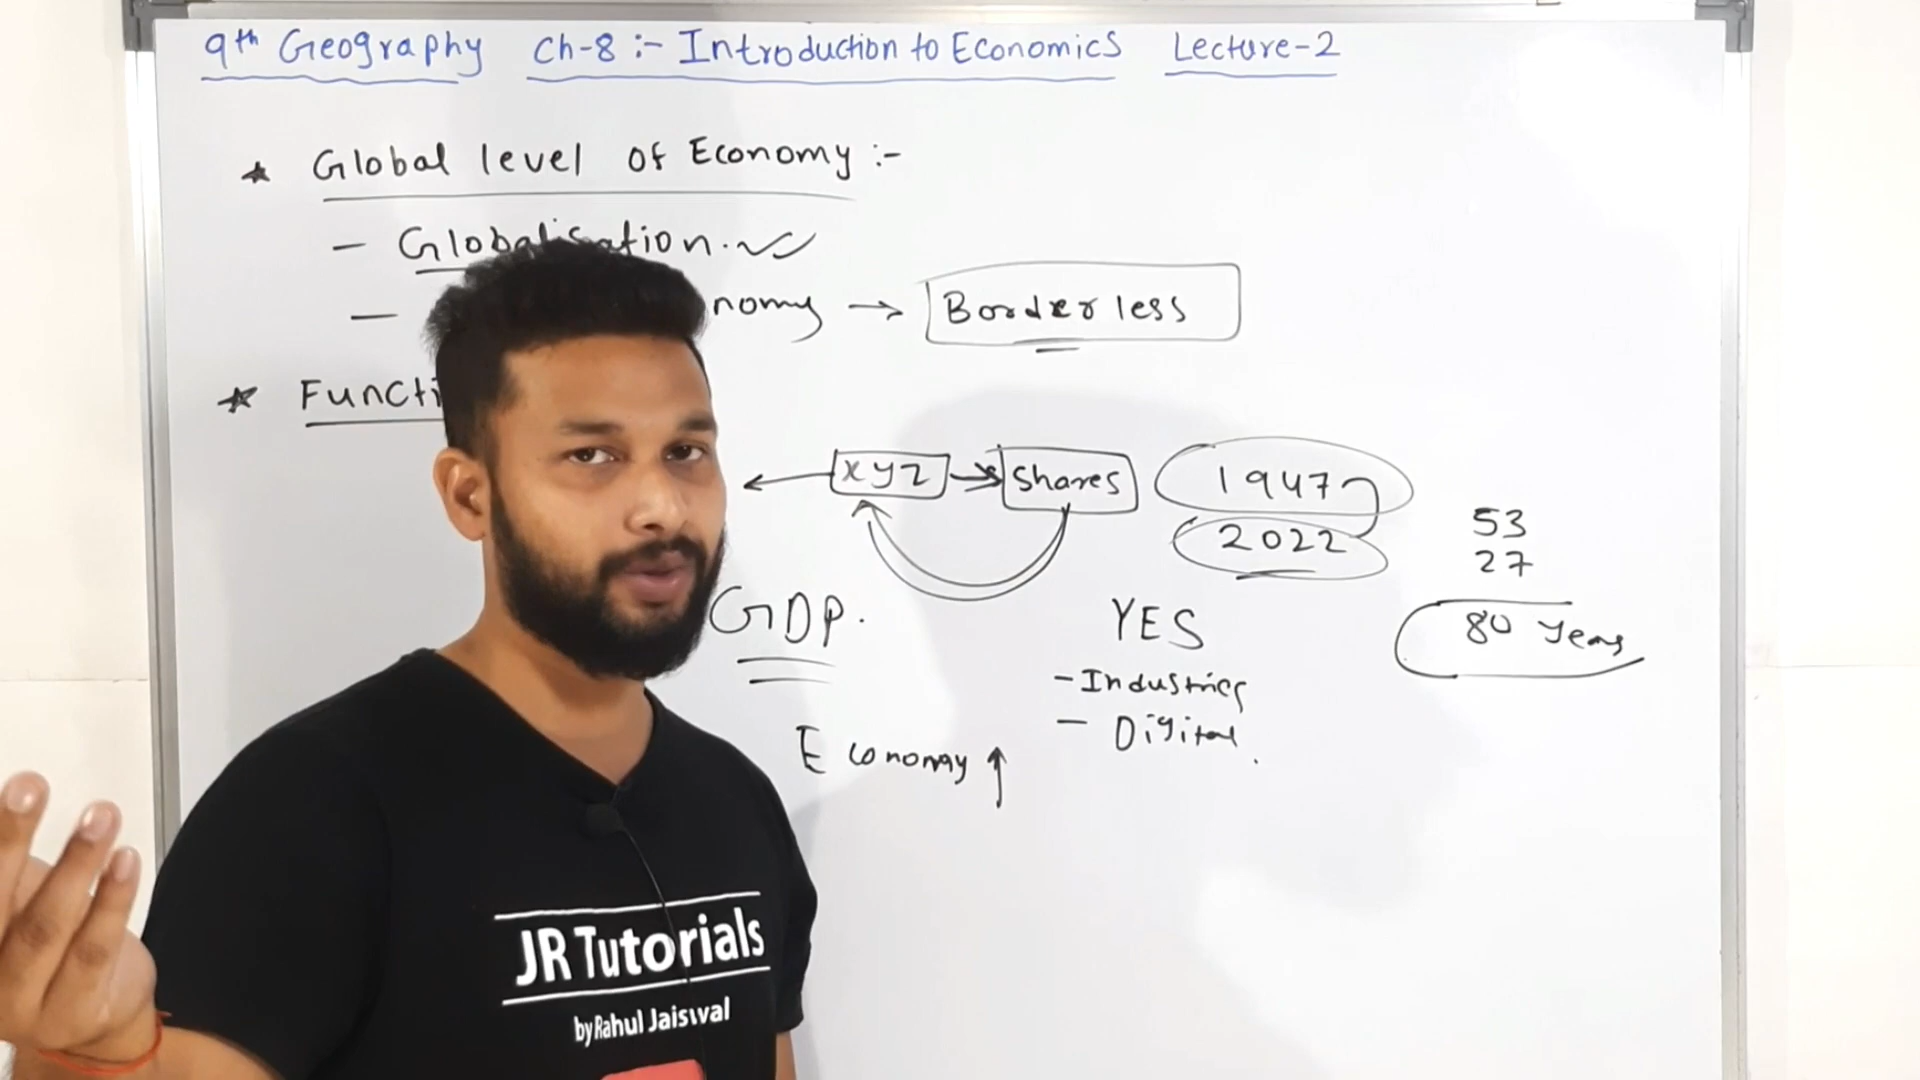 9th Geography Ch-8 :- Introduction to Economics Lecture-2
★ Global level of Economy :-
- Globalisation.
- nomy → Borderless
★ Functi
xyz → Shares
1947
2022
53
27
80 Years
GDP.
YES
- Industries
- Digital
Economy ↑
JR Tutorials
by Rahul Jaiswal